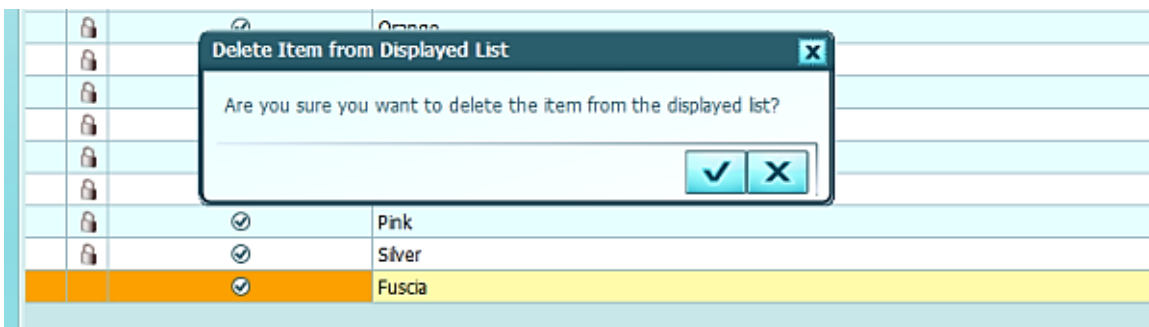 Orange
Delete Item from Displayed List
Are you sure you want to delete the item from the displayed list?
Pink
Silver
Fuscia